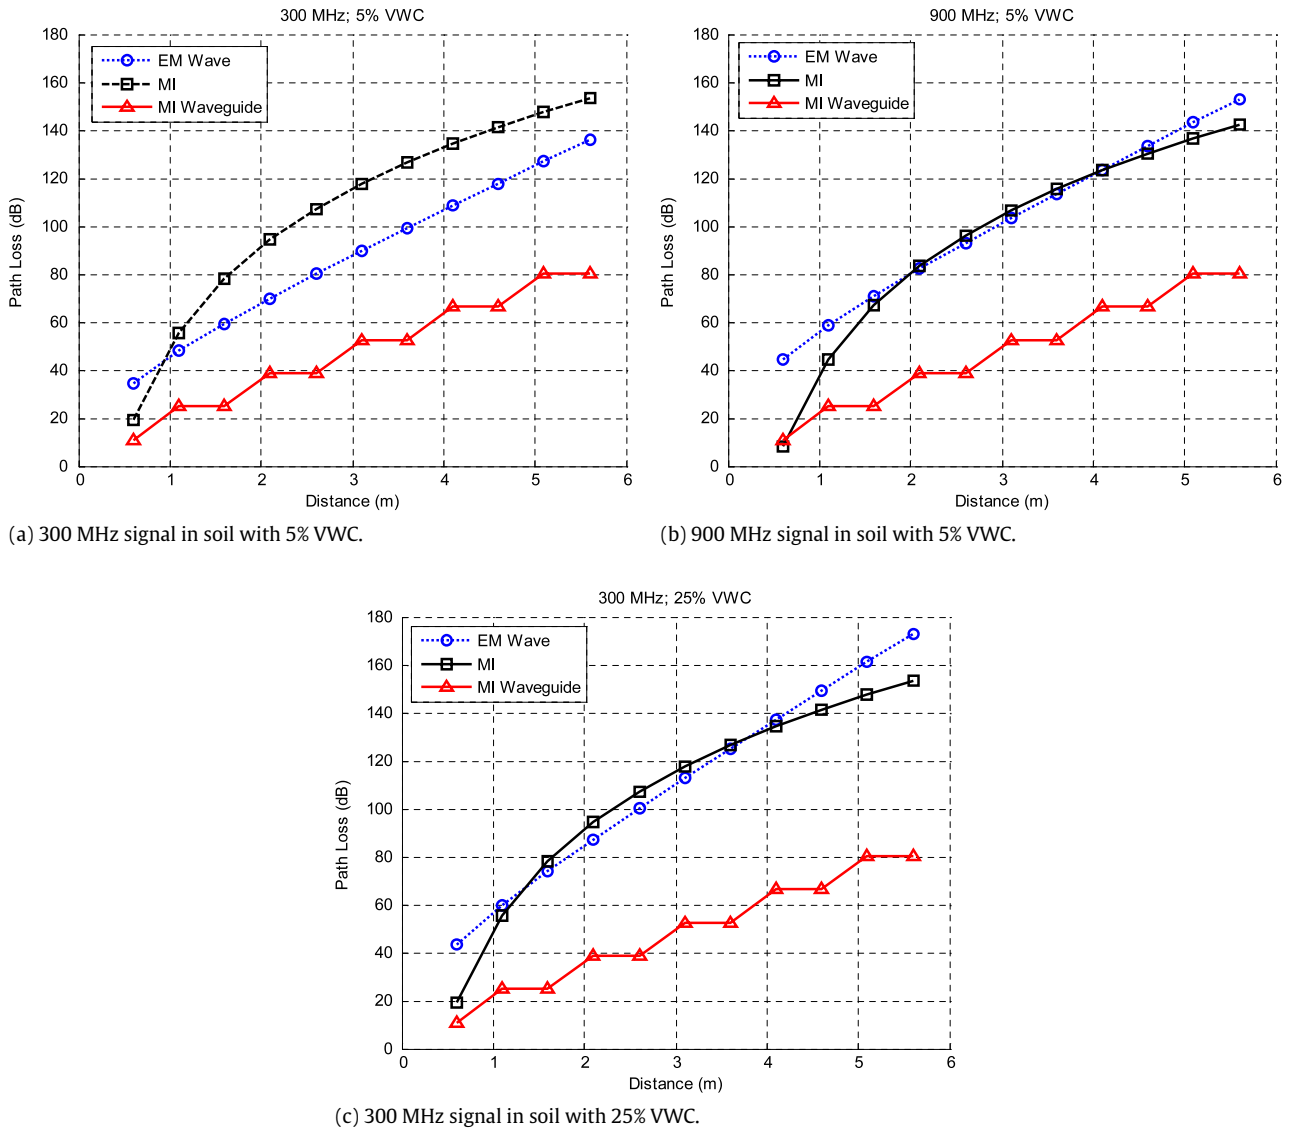 300 MHz; 5% VWC
180
160
140
120
100
80
60
40
20
0
Path Loss (dB)
EM Wave
MI
MI Waveguide
0 1 2 3 4 5 6
Distance (m)
(a) 300 MHz signal in soil with 5% VWC.
900 MHz; 5% VWC
180
160
140
120
100
80
60
40
20
0
Path Loss (dB)
EM Wave
MI
MI Waveguide
0 1 2 3 4 5 6
Distance (m)
(b) 900 MHz signal in soil with 5% VWC.
300 MHz; 25% VWC
180
160
140
120
100
80
60
40
20
0
Path Loss (dB)
EM Wave
MI
MI Waveguide
0 1 2 3 4 5 6
Distance (m)
(c) 300 MHz signal in soil with 25% VWC.